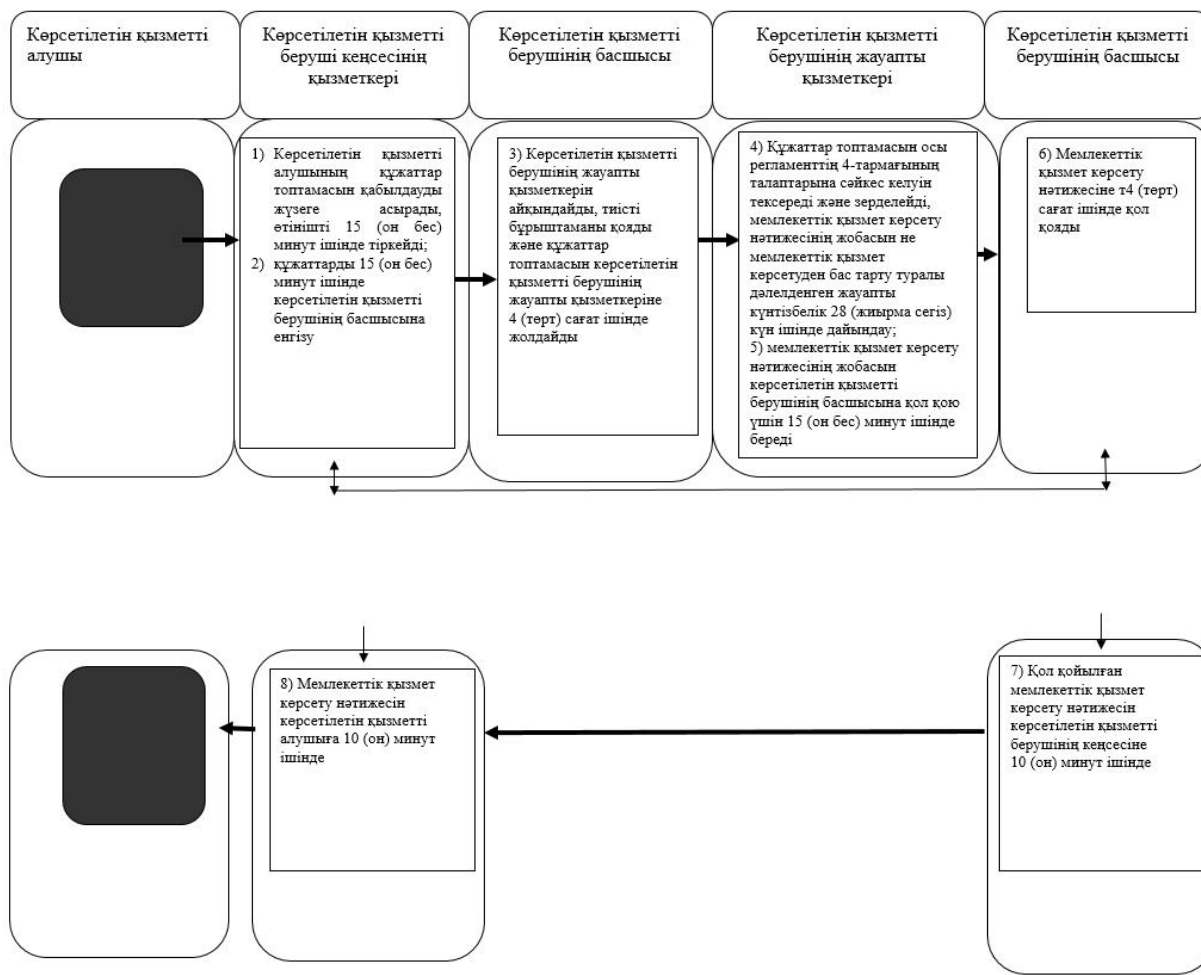 Көрсетілетін қызметті
алушы
Көрсетілетін қызметті
беруші кеңсесінің
қызметкері
Көрсетілетін қызметті
берушінің басшысы
Көрсетілетін қызметті
берушінің жауапты
қызметкері
Көрсетілетін қызметті
берушінің басшысы
1) Көрсетілетін қызметті
алушының құжаттар
топтамасын қабылдауды
жүзеге асырады,
өтінішті 15 (он бес)
минут ішінде тіркейді;
2) құжаттарды 15 (он бес)
минут ішінде
көрсетілетін қызметті
берушінің басшысына
енгізу
3) Көрсетілетін қызметті
берушінің жауапты
қызметкерін
айқындайды, тиісті
бұрыштаманы қояды
және құжаттар
топтамасын көрсетілетін
қызметті берушінің
жауапты қызметкеріне
4 (төрт) сағат ішінде
жолдайды
4) Құжаттар топтамасын осы
регламенттің 4-тармағының
талаптарына сәйкес келуін
тексереді және зерделейді,
мемлекеттік қызмет көрсету
нәтижесінің жобасын не
мемлекеттік қызмет
көрсетуден бас тарту туралы
дәлелденген жауапты
күнтізбелік 28 (жиырма сегіз)
күн ішінде дайындау;
5) мемлекеттік қызмет көрсету
нәтижесінің жобасын
көрсетілетін қызметті
берушінің басшысына қол қою
үшін 15 (он бес) минут ішінде
береді
6) Мемлекеттік
қызмет көрсету
нәтижесіне т4 (төрт)
сағат ішінде қол
қояды
8) Мемлекеттік қызмет
көрсету нәтижесін
көрсетілетін қызметті
алушыға 10 (он) минут
ішінде
7) Қол қойылған
мемлекеттік қызмет
көрсету нәтижесін
көрсетілетін қызметті
берушінің кеңсесіне
10 (он) минут ішінде